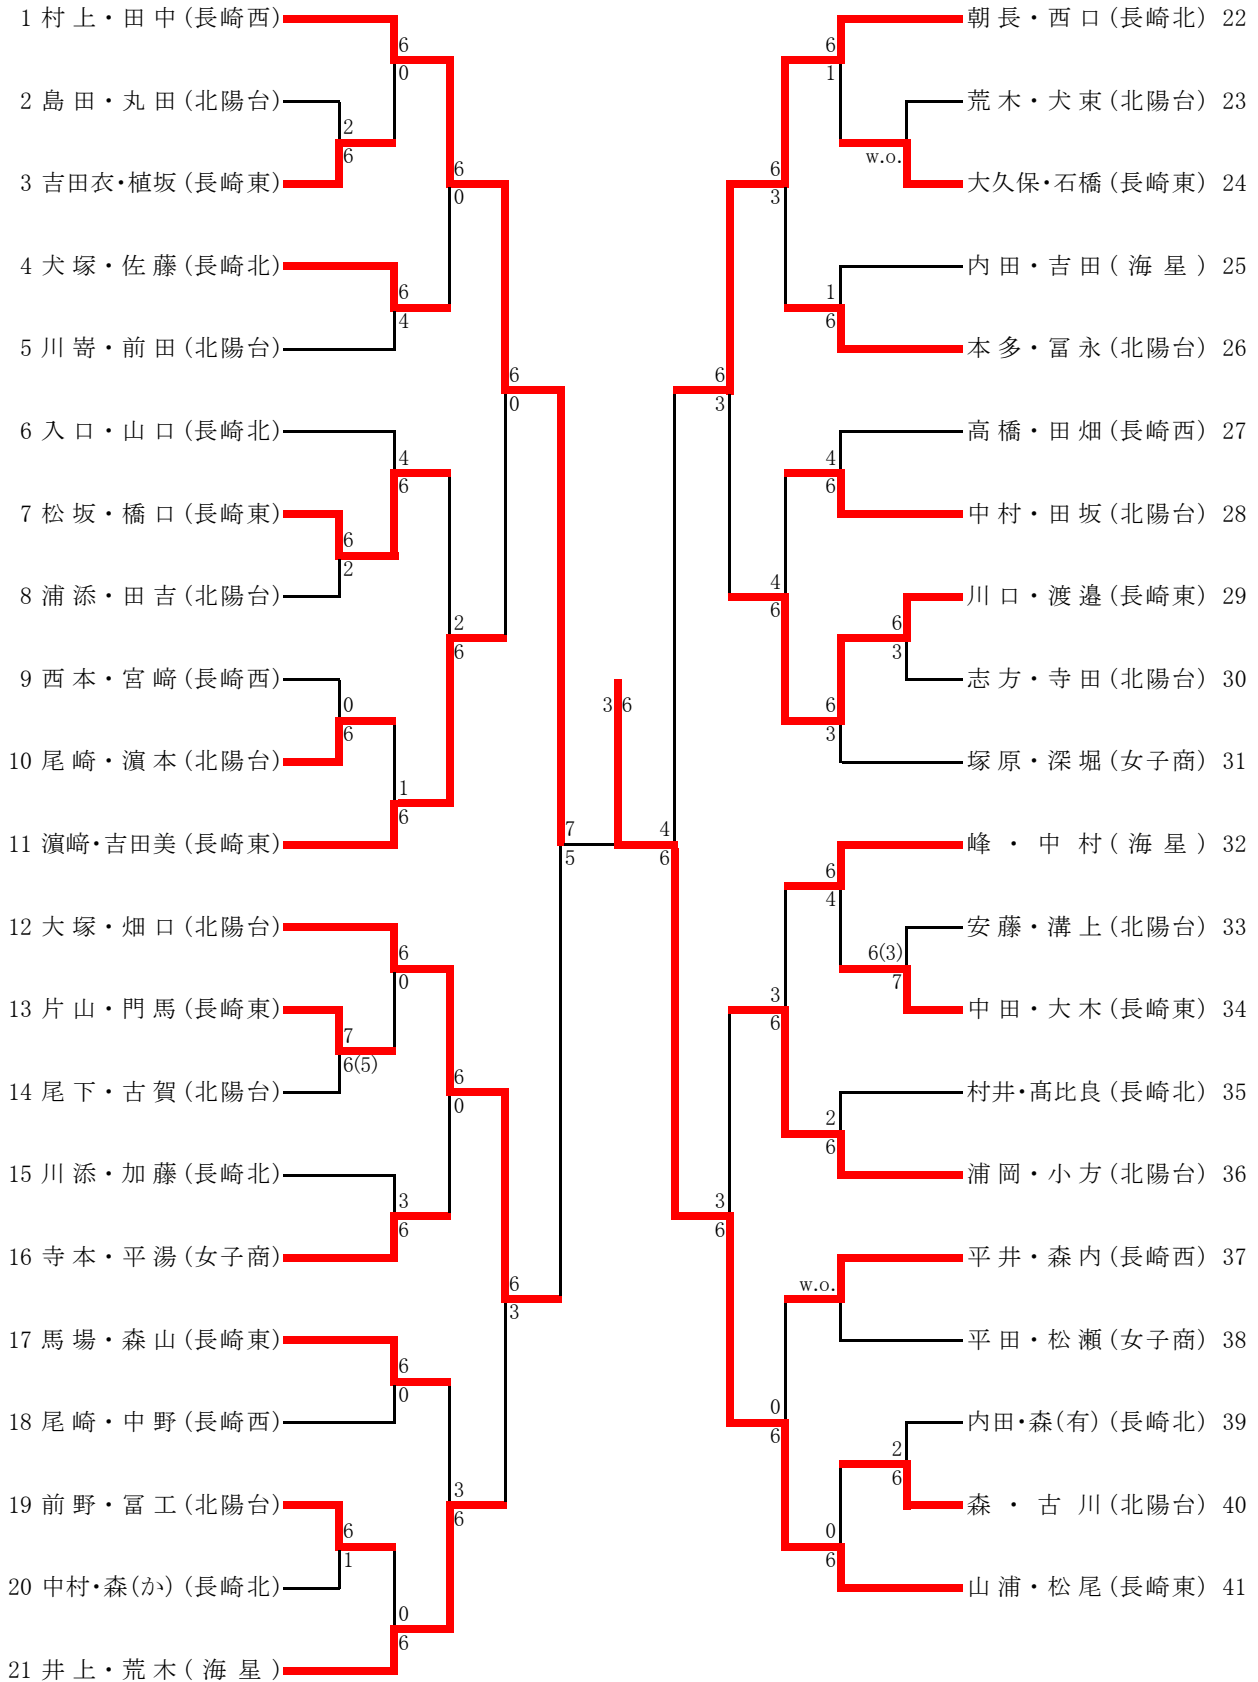 1 村上・田中(長崎西)
2 島田・丸田(北陽台)
3 吉田衣・植坂(長崎東)
4 犬塚・佐藤(長崎北)
5 川嵜・前田(北陽台)
6 入口・山口(長崎北)
7 松坂・橋口(長崎東)
8 浦添・田吉(北陽台)
9 西本・宮﨑(長崎西)
10 尾崎・濵本(北陽台)
11 濵﨑・吉田美(長崎東)
12 大塚・畑口(北陽台)
13 片山・門馬(長崎東)
14 尾下・古賀(北陽台)
15 川添・加藤(長崎北)
16 寺本・平湯(女子商)
17 馬場・森山(長崎東)
18 尾崎・中野(長崎西)
19 前野・冨工(北陽台)
20 中村・森(か)(長崎北)
21 井上・荒木(海星)
6
0
2
6
6
4
4
6
6
2
0
6
1
6
6
0
7
6(5)
3
6
6
0
6
1
0
6
6
0
2
6
6
0
3
6
6
0
6
3
7
5
3 6
4
6
6
3
3
6
6
3
4
6
3
6
0
6
6
1
w.o.
1
6
4
6
6
3
6
3
6
4
6(3)
7
2
6
w.o.
2
6
0
6
朝長・西口(長崎北) 22
荒木・犬束(北陽台) 23
大久保・石橋(長崎東) 24
内田・吉田(海星) 25
本多・冨永(北陽台) 26
高橋・田畑(長崎西) 27
中村・田坂(北陽台) 28
川口・渡邉(長崎東) 29
志方・寺田(北陽台) 30
塚原・深堀(女子商) 31
峰・中村(海星) 32
安藤・溝上(北陽台) 33
中田・大木(長崎東) 34
村井・髙比良(長崎北) 35
浦岡・小方(北陽台) 36
平井・森内(長崎西) 37
平田・松瀬(女子商) 38
内田・森(有)(長崎北) 39
森・古川(北陽台) 40
山浦・松尾(長崎東) 41